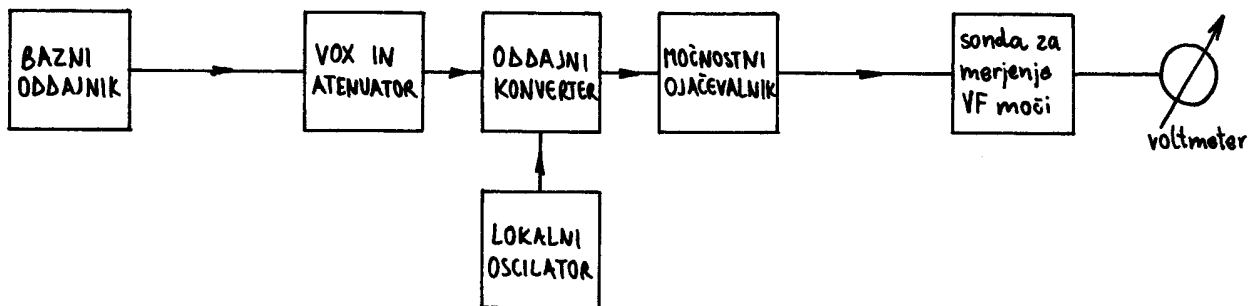 BAZNI
ODDAJNIK
VOX IN
ATENUATOR
ODDAJNI
KONVERTER
MOČNOSTNI
OJAČEVALNIK
sonda za
merjenje
VF moči
voltmeter
LOKALNI
OSCILATOR